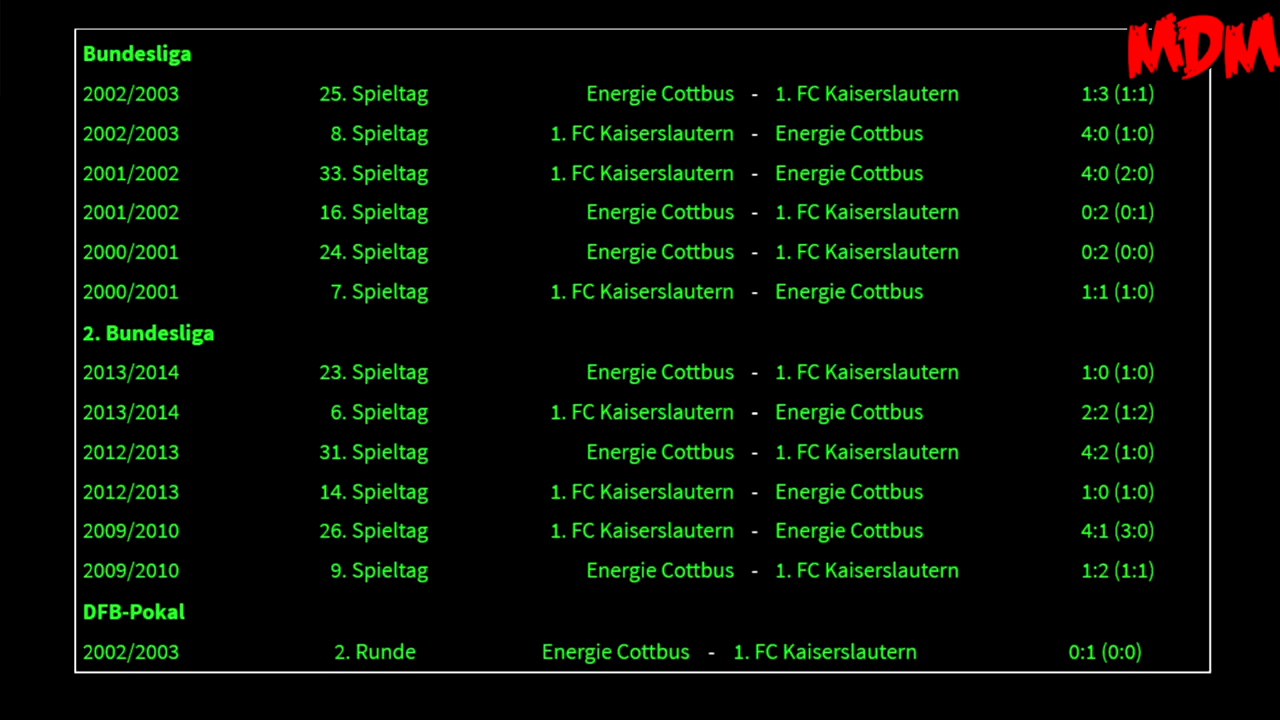 MDM
Bundesliga
2002/2003 25. Spieltag Energie Cottbus - 1. FC Kaiserslautern 1:3 (1:1)
2002/2003 8. Spieltag 1. FC Kaiserslautern - Energie Cottbus 4:0 (1:0)
2001/2002 33. Spieltag 1. FC Kaiserslautern - Energie Cottbus 4:0 (2:0)
2001/2002 16. Spieltag Energie Cottbus - 1. FC Kaiserslautern 0:2 (0:1)
2000/2001 24. Spieltag Energie Cottbus - 1. FC Kaiserslautern 0:2 (0:0)
2000/2001 7. Spieltag 1. FC Kaiserslautern - Energie Cottbus 1:1 (1:0)
2. Bundesliga
2013/2014 23. Spieltag Energie Cottbus - 1. FC Kaiserslautern 1:0 (1:0)
2013/2014 6. Spieltag 1. FC Kaiserslautern - Energie Cottbus 2:2 (1:2)
2012/2013 31. Spieltag Energie Cottbus - 1. FC Kaiserslautern 4:2 (1:0)
2012/2013 14. Spieltag 1. FC Kaiserslautern - Energie Cottbus 1:0 (1:0)
2009/2010 26. Spieltag 1. FC Kaiserslautern - Energie Cottbus 4:1 (3:0)
2009/2010 9. Spieltag Energie Cottbus - 1. FC Kaiserslautern 1:2 (1:1)
DFB-Pokal
2002/2003 2. Runde Energie Cottbus - 1. FC Kaiserslautern 0:1 (0:0)